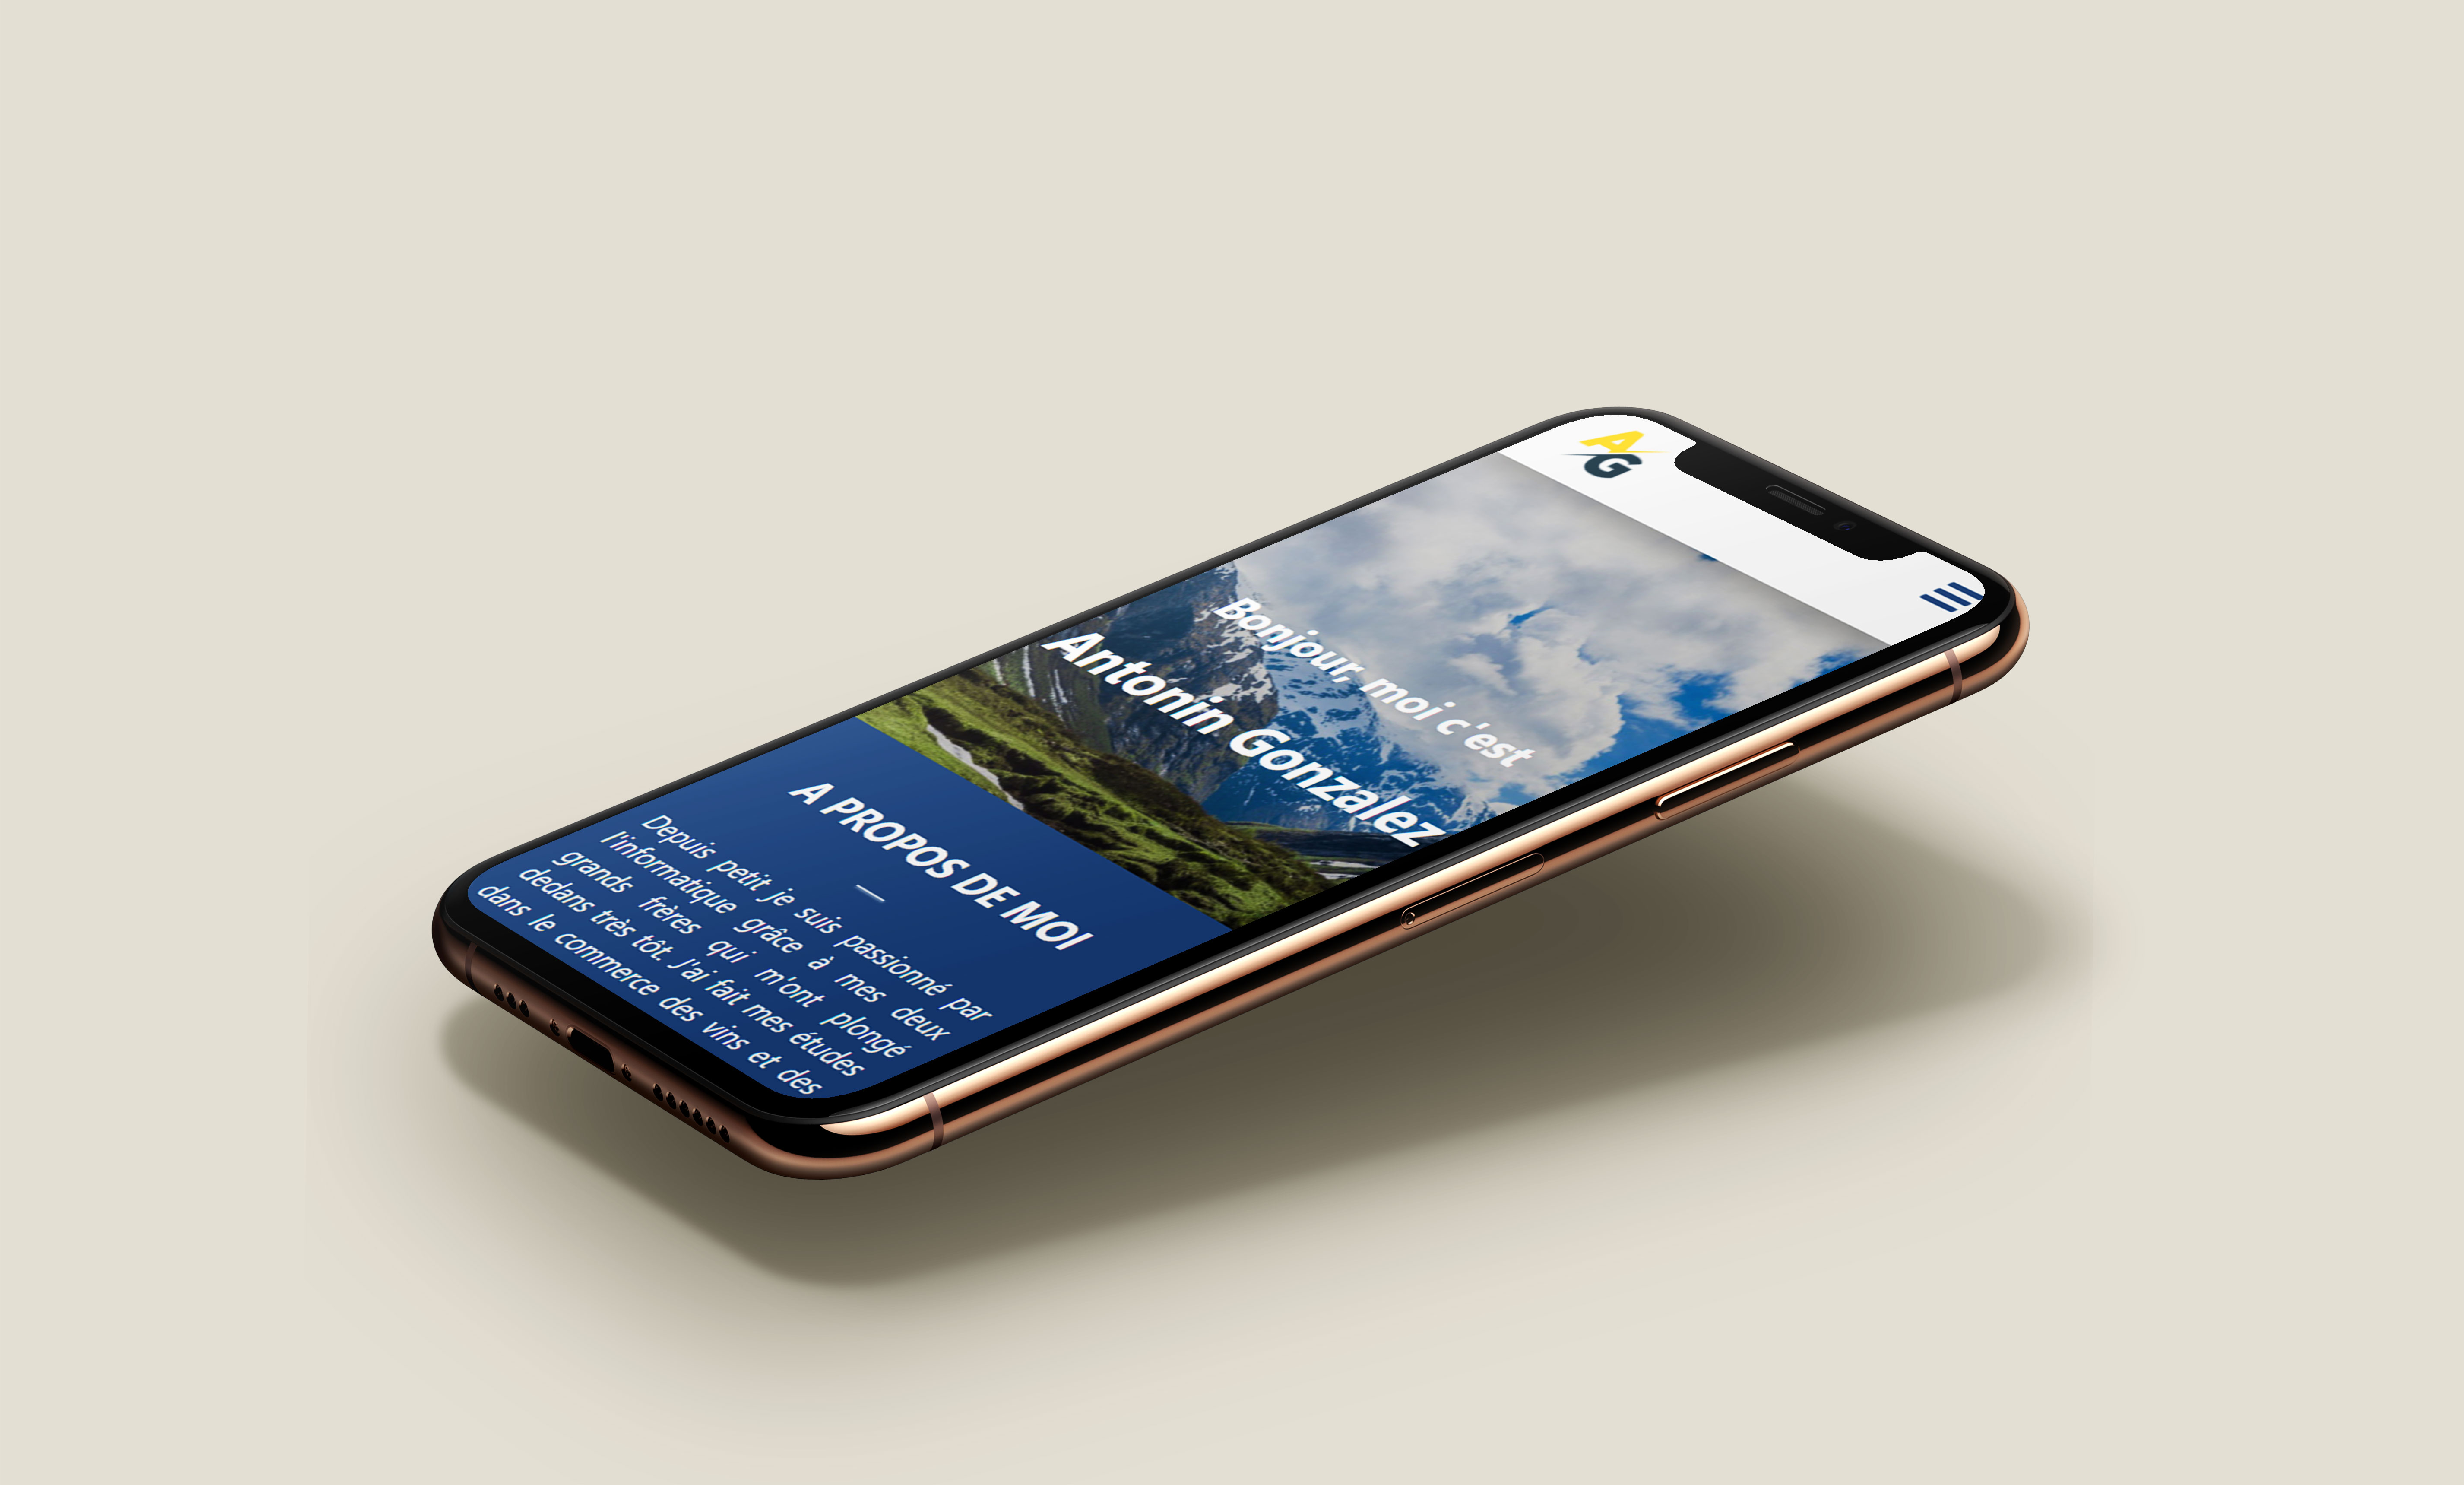 A
G
Bonjour, moi c'est
Antonin Gonzalez
A PROPOS DE MOI
Depuis petit je suis passionné par
l'informatique grâce à mes deux
grands frères qui m'ont plongé
dedans très tôt. J'ai fait mes études
dans le commerce des vins et des